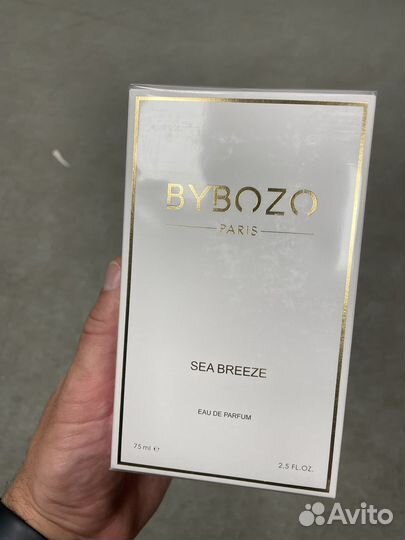 BYBOZO
PARIS
SEA BREEZE
EAU DE PARFUM
75 ml ℮
2.5 FL.OZ.
Avito